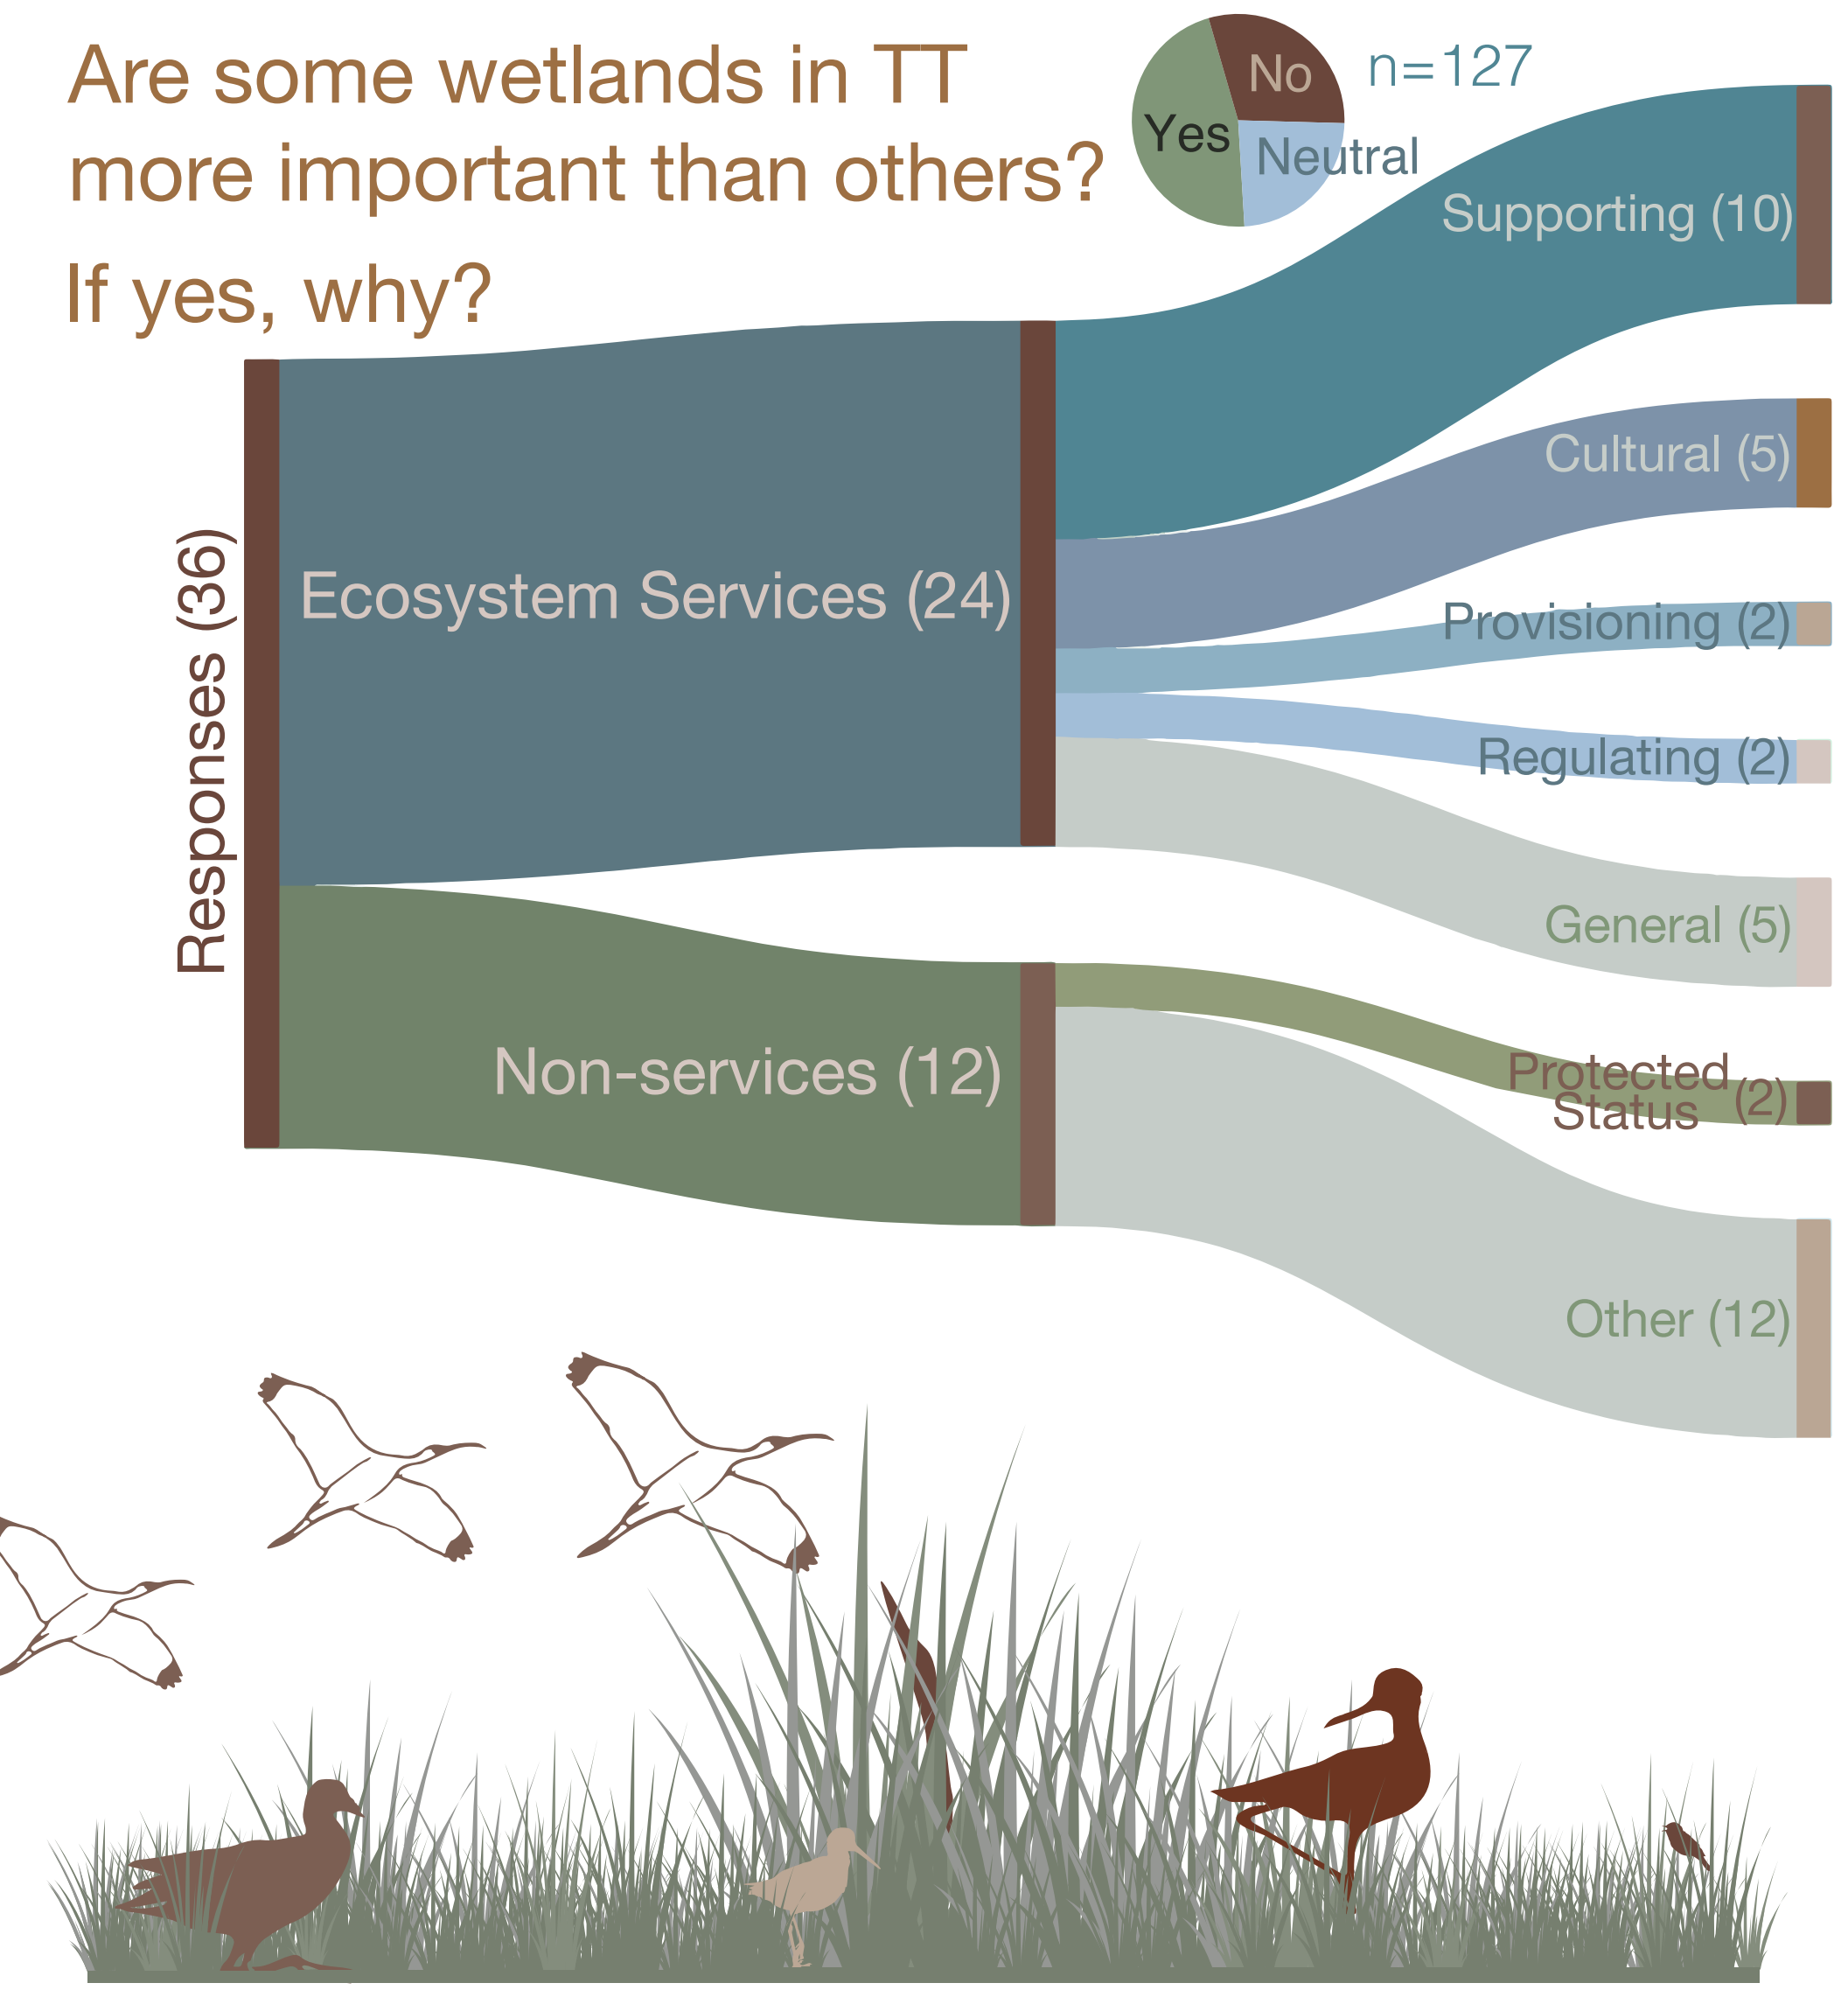 Are some wetlands in TT
more important than others?
If yes, why?
No
Yes
Neutral
n=127
Responses (36)
Ecosystem Services (24)
Non-services (12)
Supporting (10)
Cultural (5)
Provisioning (2)
Regulating (2)
General (5)
Protected
Status (2)
Other (12)